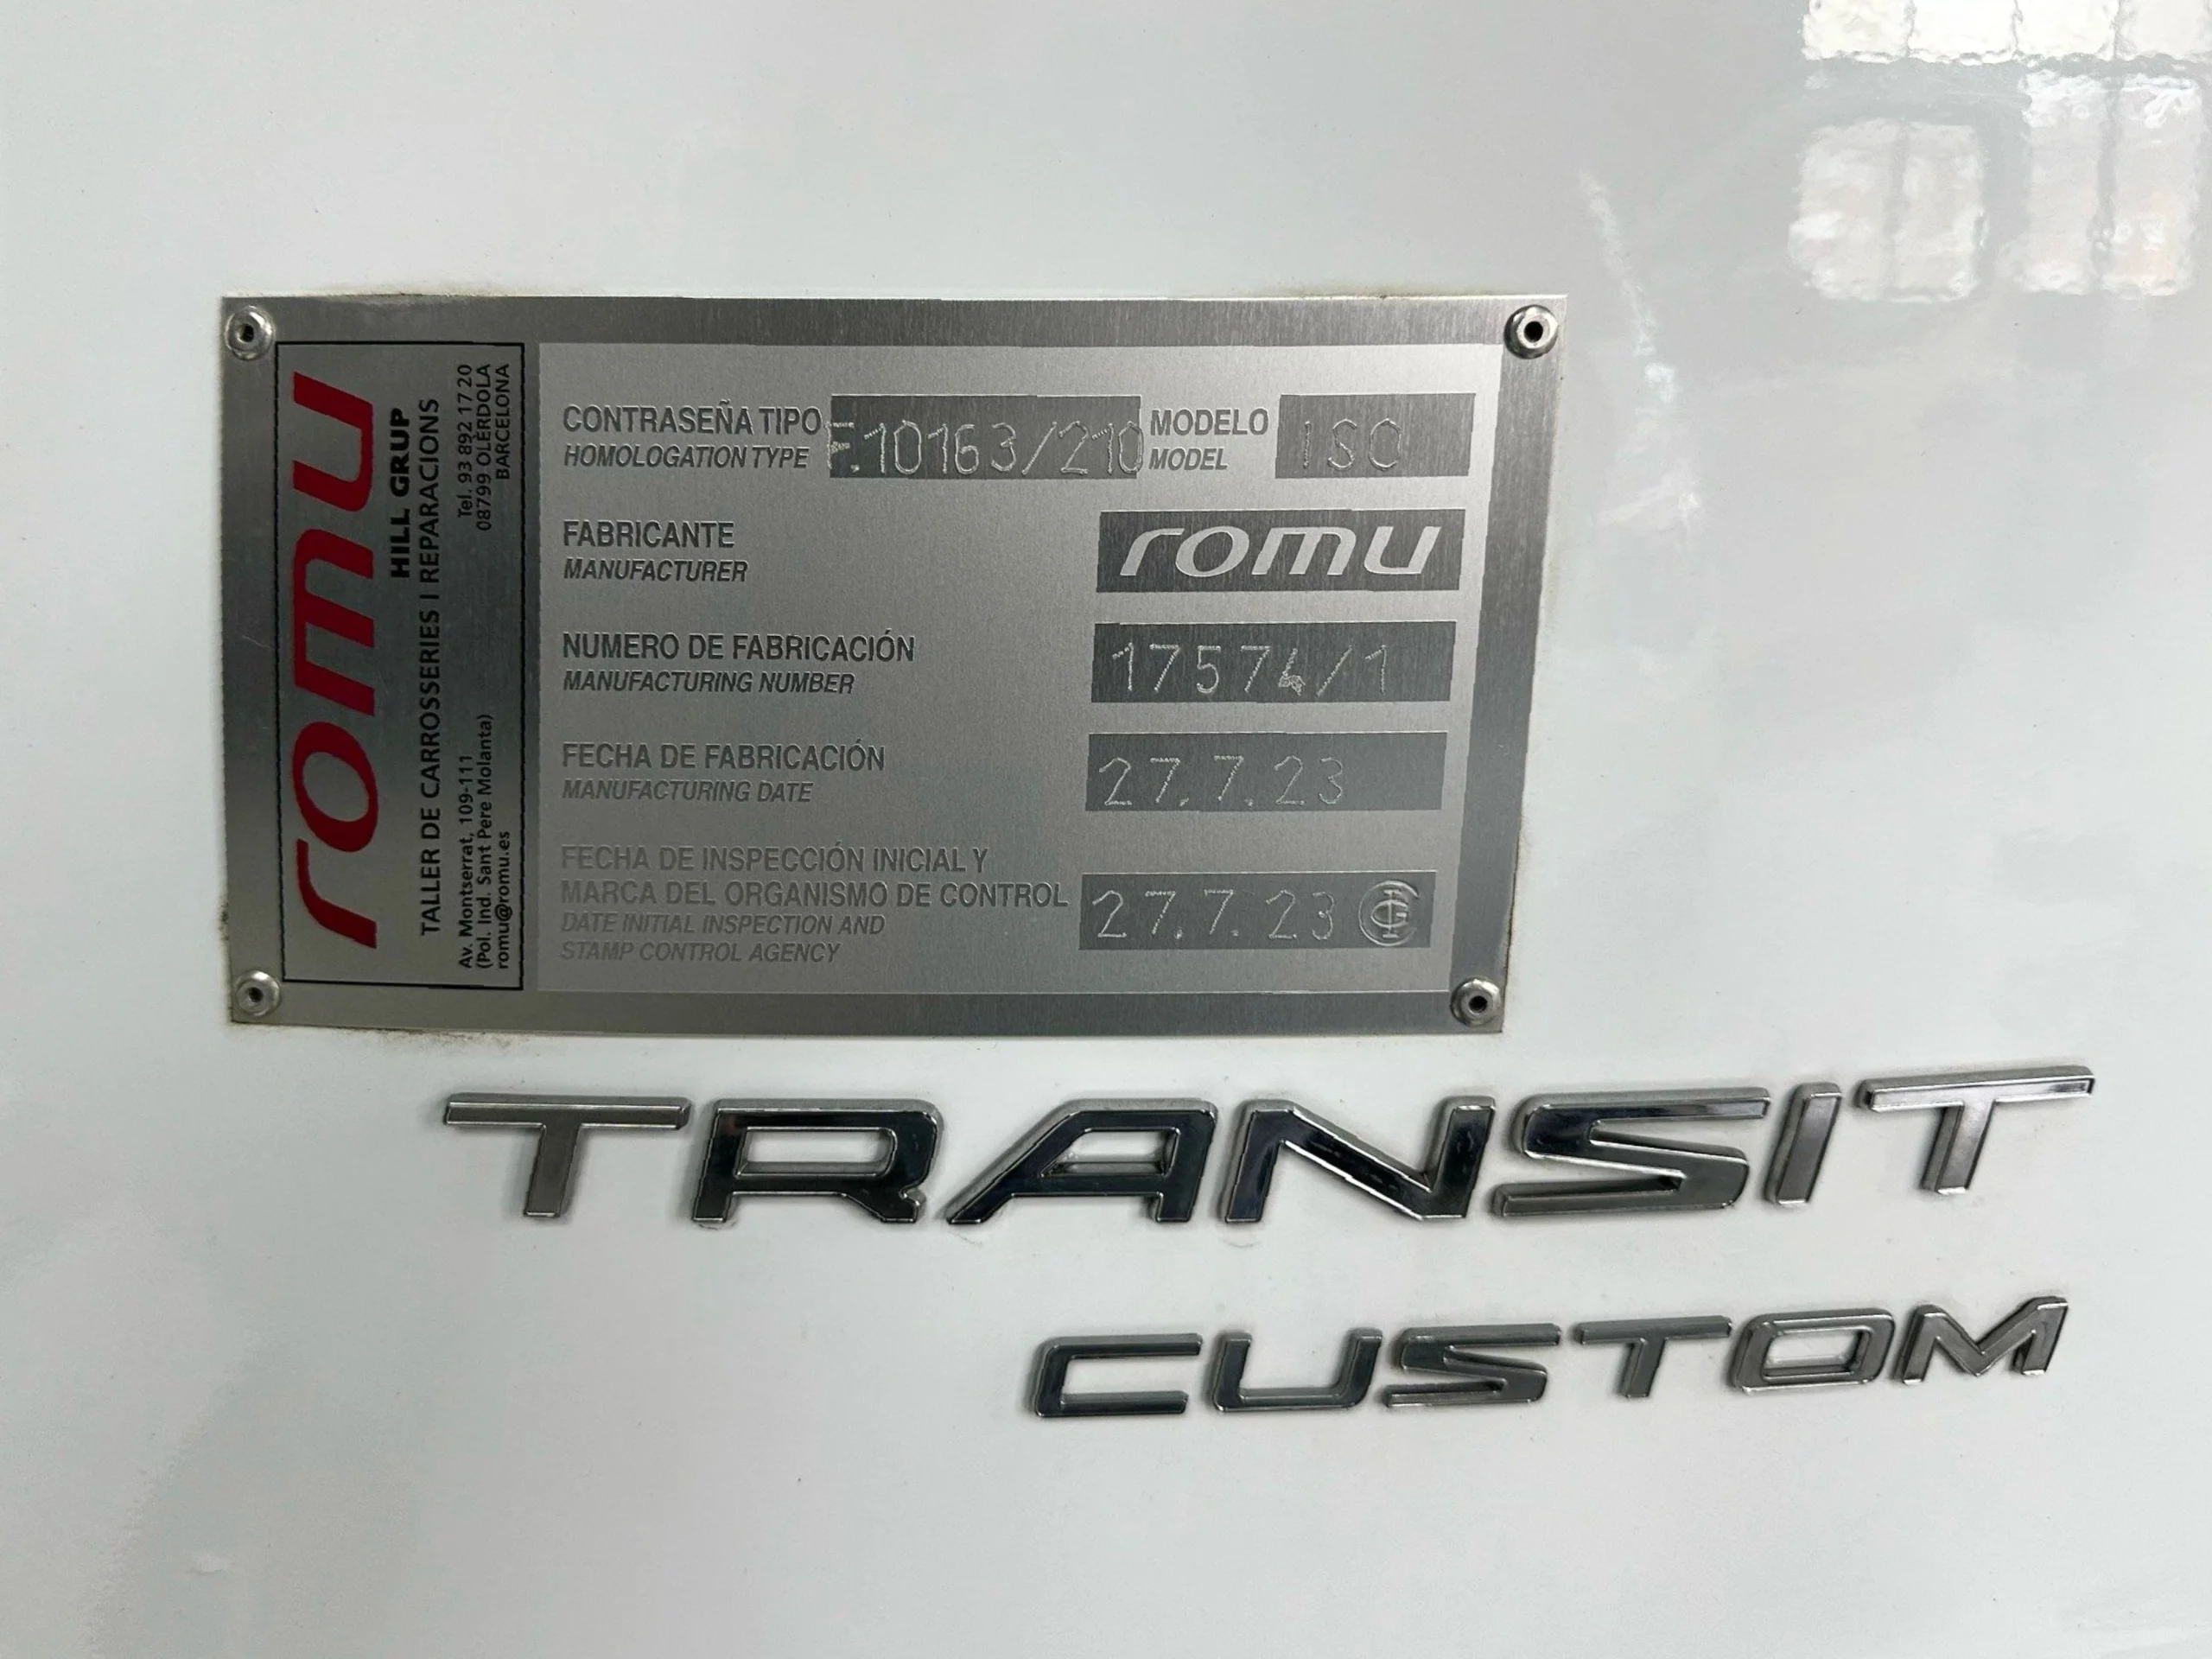 romu
HILL GRUP
TALLER DE CARROSSERIES I REPARACIONS
Av. Montserrat, 109-111 Tel. 93 892 17 20
(Pol. Ind. Sant Pere Molanta) 08799 OLÈRDOLA
romu@romu.es BARCELONA
CONTRASEÑA TIPO F.10163/210 MODELO ISO
HOMOLOGATION TYPE MODEL
FABRICANTE romu
MANUFACTURER
NUMERO DE FABRICACIÓN 17574/1
MANUFACTURING NUMBER
FECHA DE FABRICACIÓN 27.7.23
MANUFACTURING DATE
FECHA DE INSPECCIÓN INICIAL Y
MARCA DEL ORGANISMO DE CONTROL 27.7.23
DATE INITIAL INSPECTION AND
STAMP CONTROL AGENCY
TRANSIT
CUSTOM